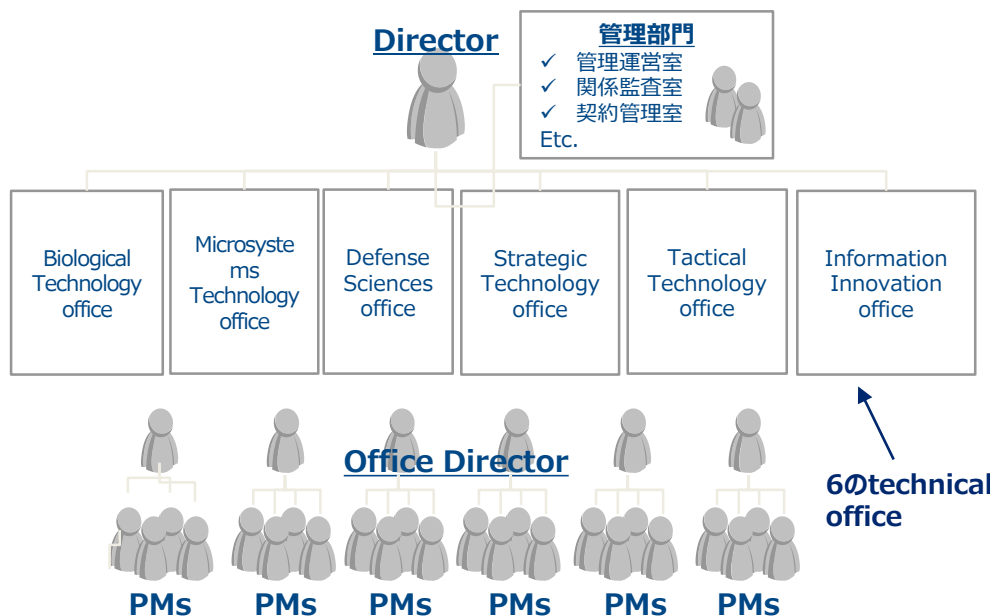 Director
管理部門
✓ 管理運営室
✓ 関係監査室
✓ 契約管理室
Etc.
Biological
Technology
office
Microsyste
ms
Technology
office
Defense
Sciences
office
Strategic
Technology
office
Tactical
Technology
office
Information
Innovation
office
Office Director
6のtechnical
office
PMs
PMs
PMs
PMs
PMs
PMs